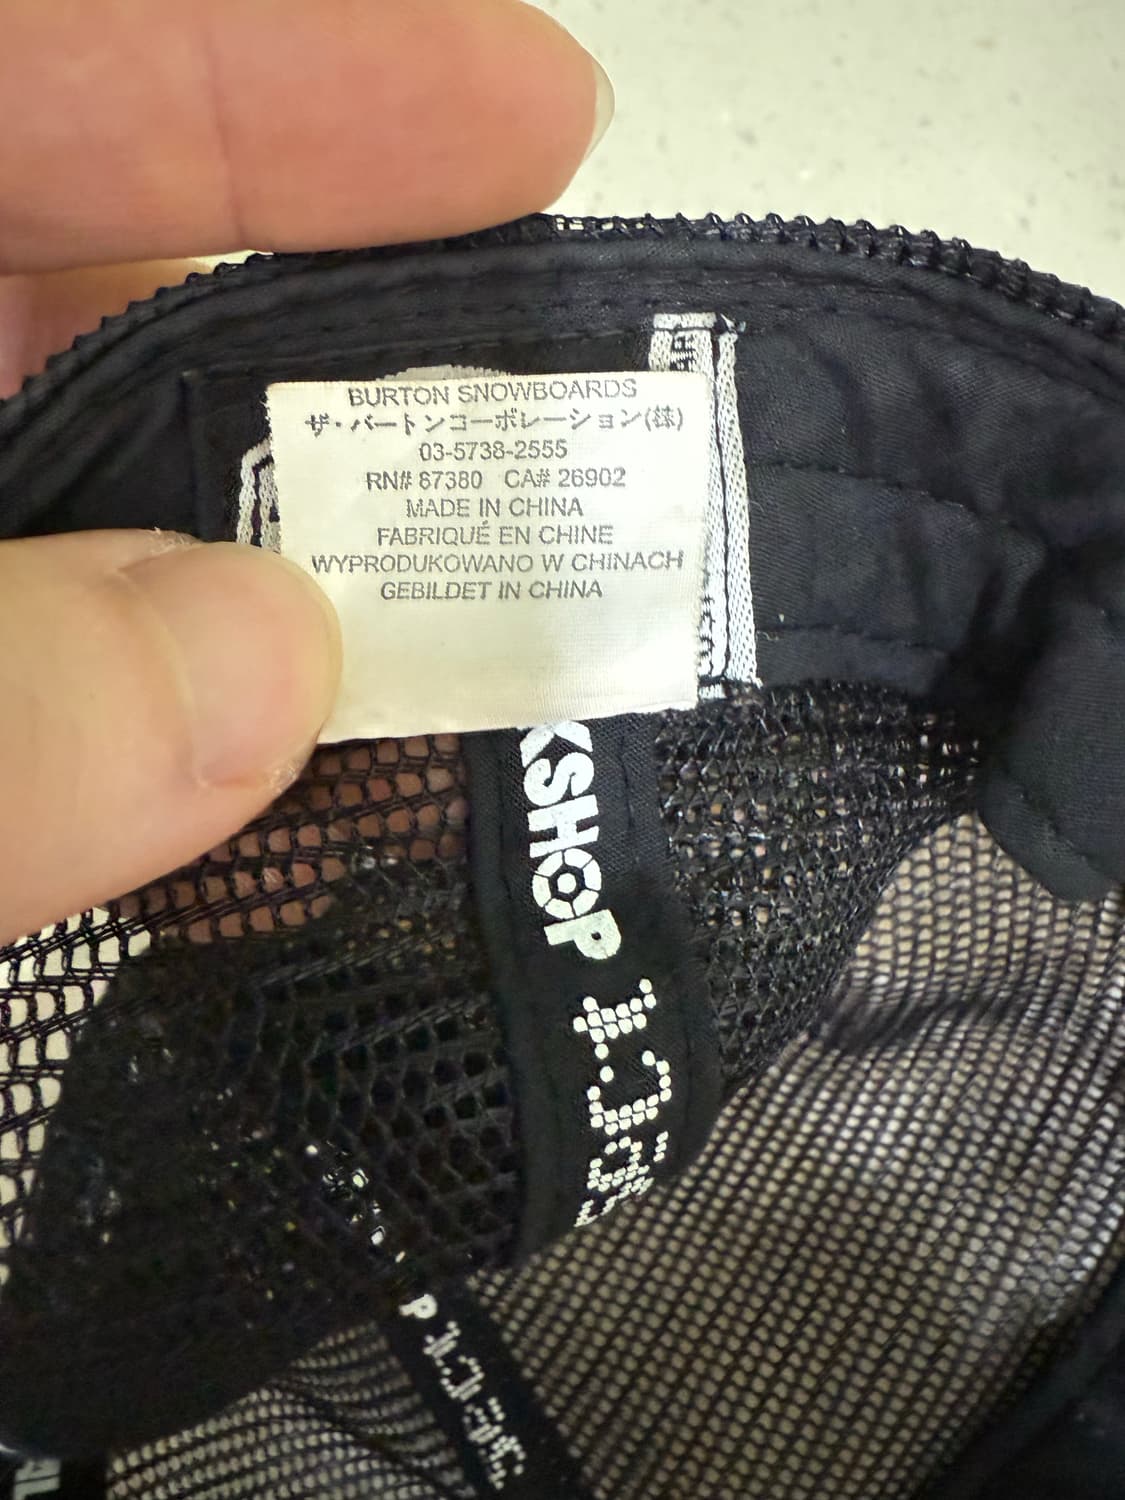 BURTON SNOWBOARDS
ザ・バートンコーポレーション(株)
03-5738-2555
RN# 87380 CA# 26902
MADE IN CHINA
FABRIQUÉ EN CHINE
WYPRODUKOWANO W CHINACH
GEBILDET IN CHINA
KSHOP
P